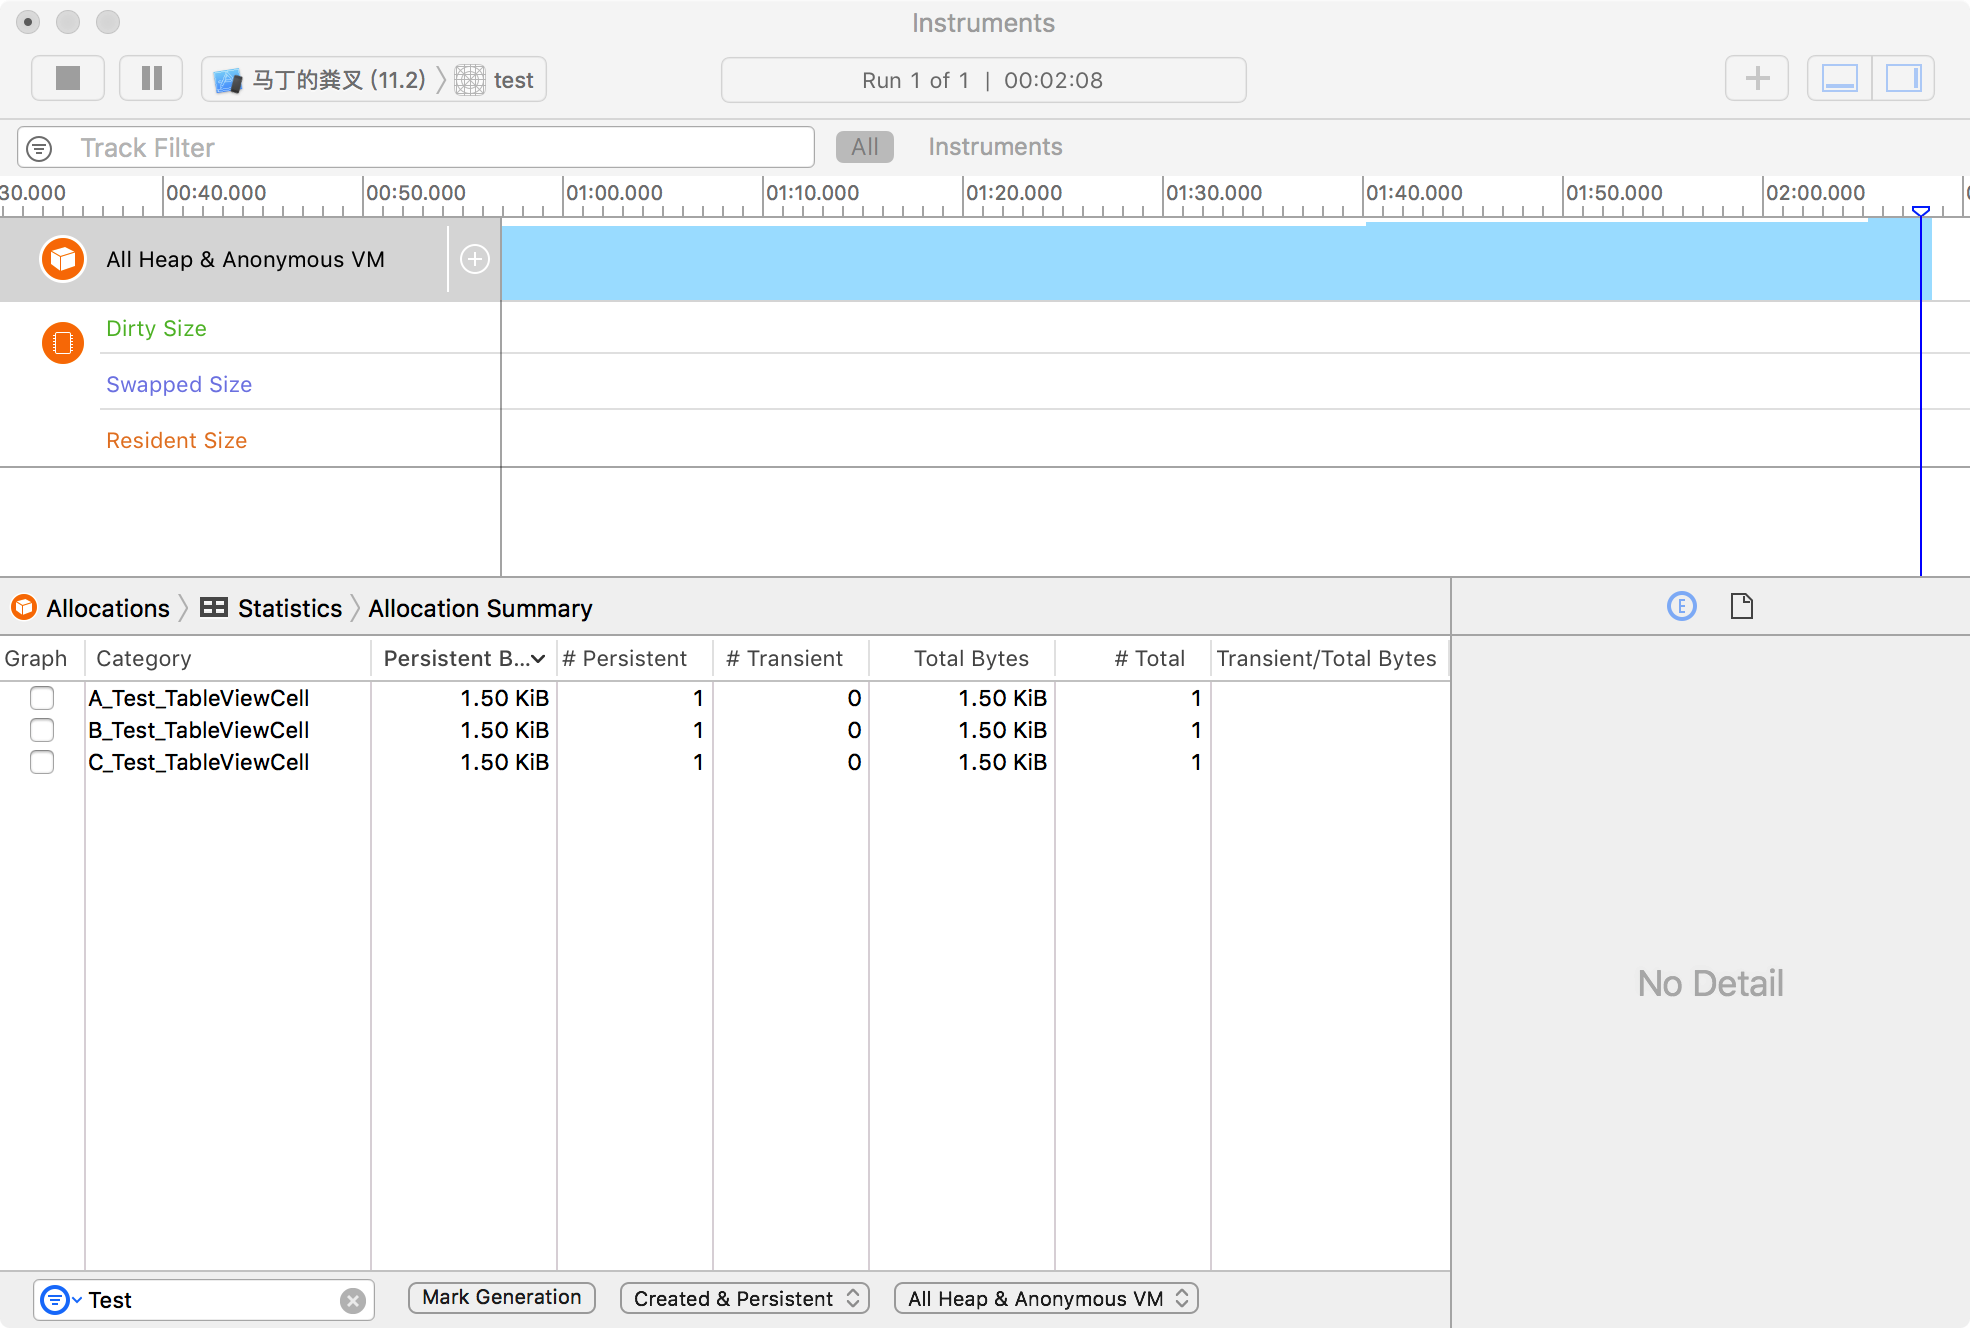 Instruments
马丁的粪叉 (11.2) test
Run 1 of 1 | 00:02:08
Track Filter
All
Instruments
30.000 00:40.000 00:50.000 01:00.000 01:10.000 01:20.000 01:30.000 01:40.000 01:50.000 02:00.000
All Heap & Anonymous VM
Dirty Size
Swapped Size
Resident Size
Allocations Statistics Allocation Summary
Graph Category Persistent B... # Persistent # Transient Total Bytes # Total Transient/Total Bytes
A_Test_TableViewCell 1.50 KiB 1 0 1.50 KiB 1
B_Test_TableViewCell 1.50 KiB 1 0 1.50 KiB 1
C_Test_TableViewCell 1.50 KiB 1 0 1.50 KiB 1
No Detail
Test
Mark Generation
Created & Persistent
All Heap & Anonymous VM